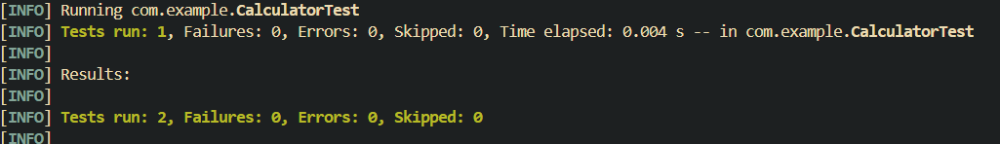 [INFO] Running com.example.CalculatorTest
[INFO] Tests run: 1, Failures: 0, Errors: 0, Skipped: 0, Time elapsed: 0.004 s -- in com.example.CalculatorTest
[INFO]
[INFO] Results:
[INFO]
[INFO] Tests run: 2, Failures: 0, Errors: 0, Skipped: 0
[INFO]